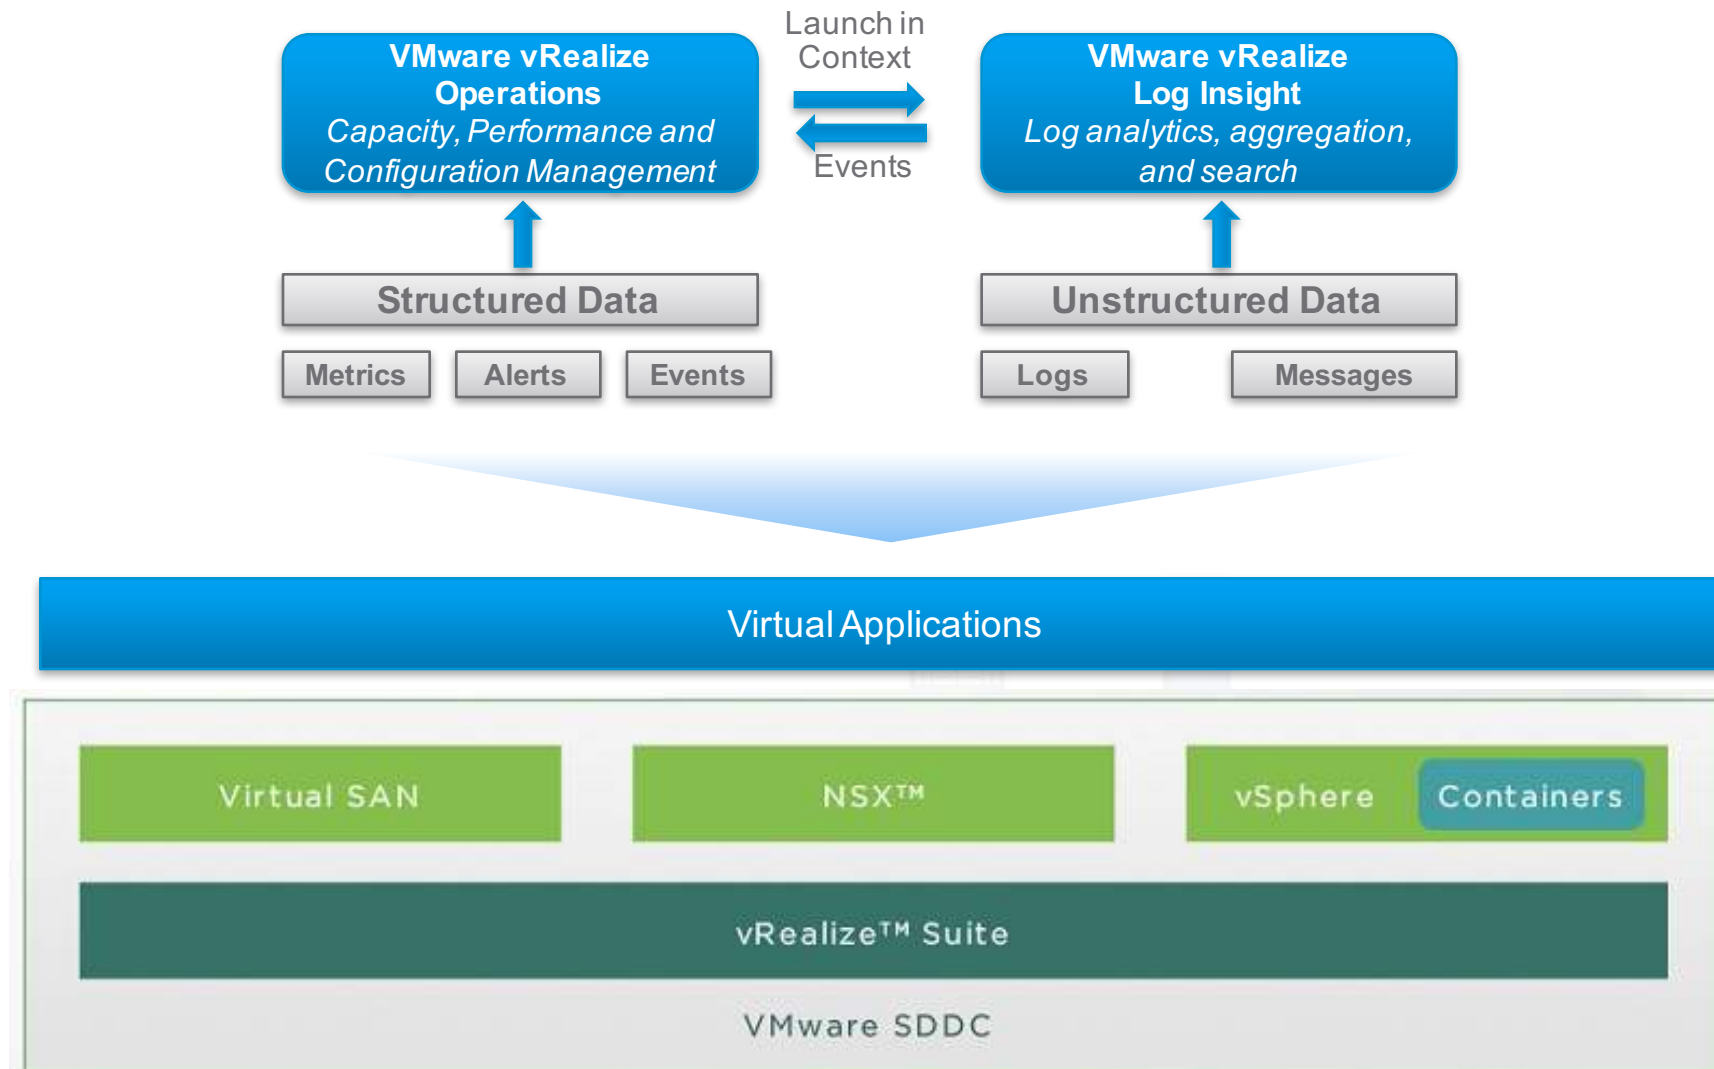 Launch in
Context
VMware vRealize
Operations
Capacity, Performance and
Configuration Management
Events
VMware vRealize
Log Insight
Log analytics, aggregation,
and search
Structured Data
Metrics
Alerts
Events
Unstructured Data
Logs
Messages
Virtual Applications
Virtual SAN
NSX™
vSphere
Containers
vRealize™ Suite
VMware SDDC